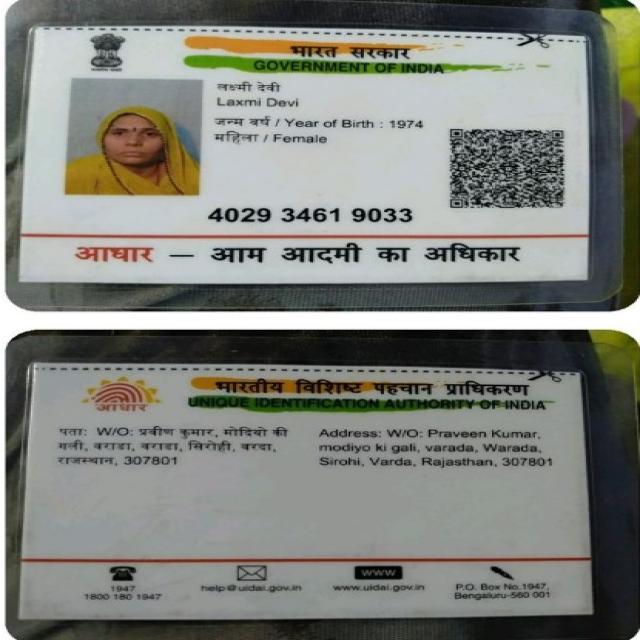 भारत सरकार
GOVERNMENT OF INDIA
लक्ष्मी देवी
Laxmi Devi
जन्म वर्ष / Year of Birth : 1974
महिला / Female
4029 3461 9033
आधार — आम आदमी का अधिकार
भारतीय विशिष्ट पहचान प्राधिकरण
UNIQUE IDENTIFICATION AUTHORITY OF INDIA
आधार
पता: W/O: प्रवीण कुमार, मोदियो की
गली, वराडा, वराडा, सिरोही, वरदा,
राजस्थान, 307801
Address: W/O: Praveen Kumar,
modiyo ki gali, varada, Warada,
Sirohi, Varda, Rajasthan, 307801
1947
1800 180 1947
help@uidai.gov.in
www
www.uidai.gov.in
P.O. Box No.1947,
Bengaluru-560 001